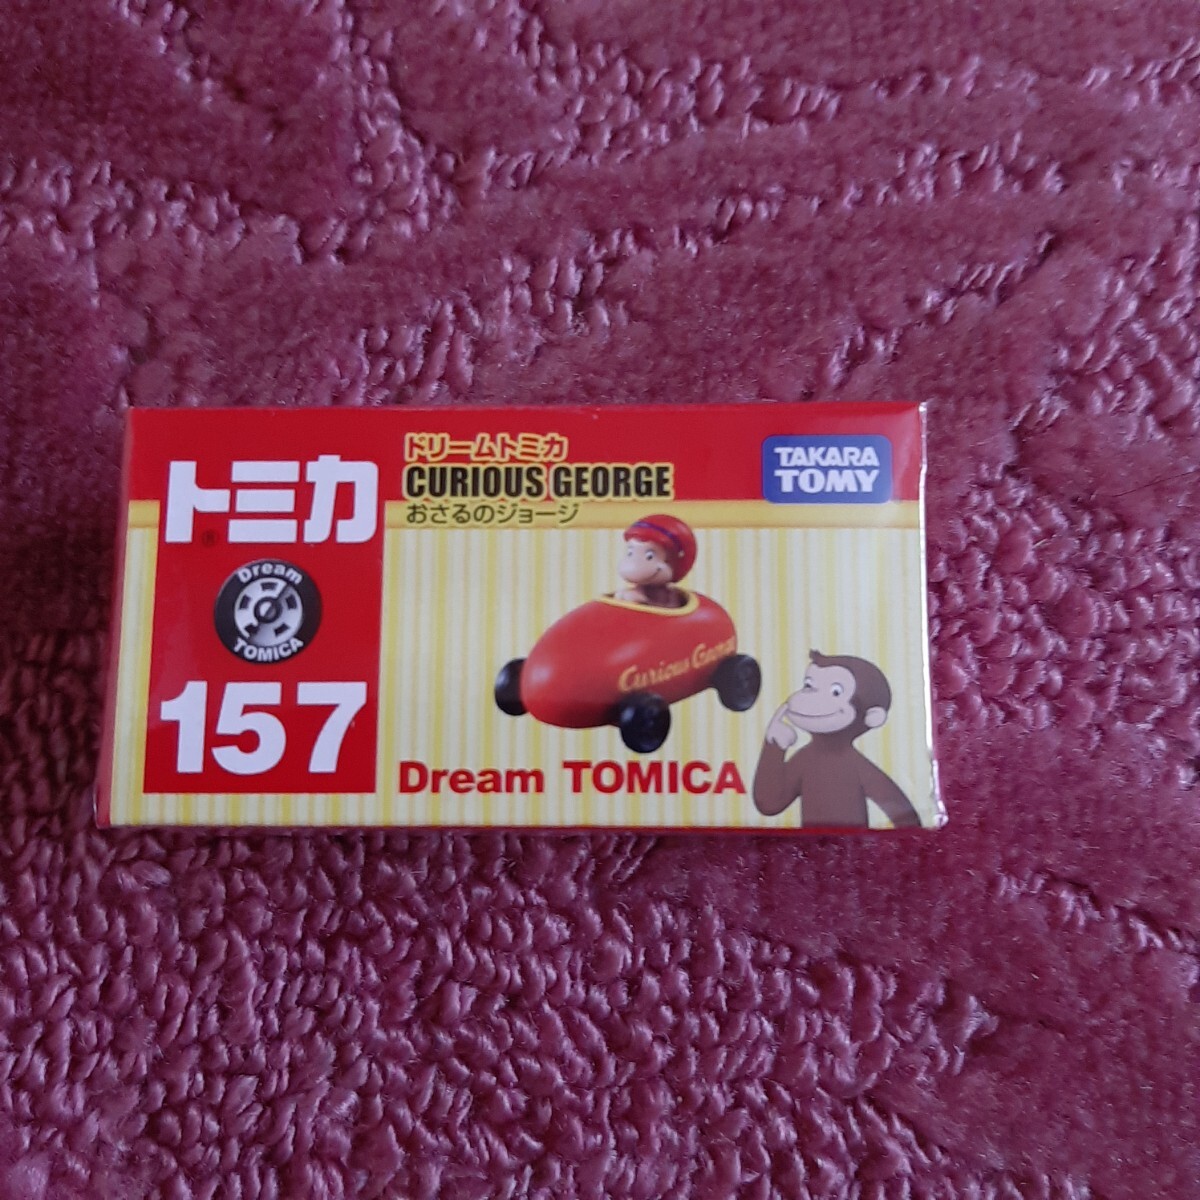 ドリームトミカ
CURIOUS GEORGE
おさるのジョージ
TAKARA
TOMY
トミカ
®
Dream
TOMICA
157
Curious George
Dream TOMICA